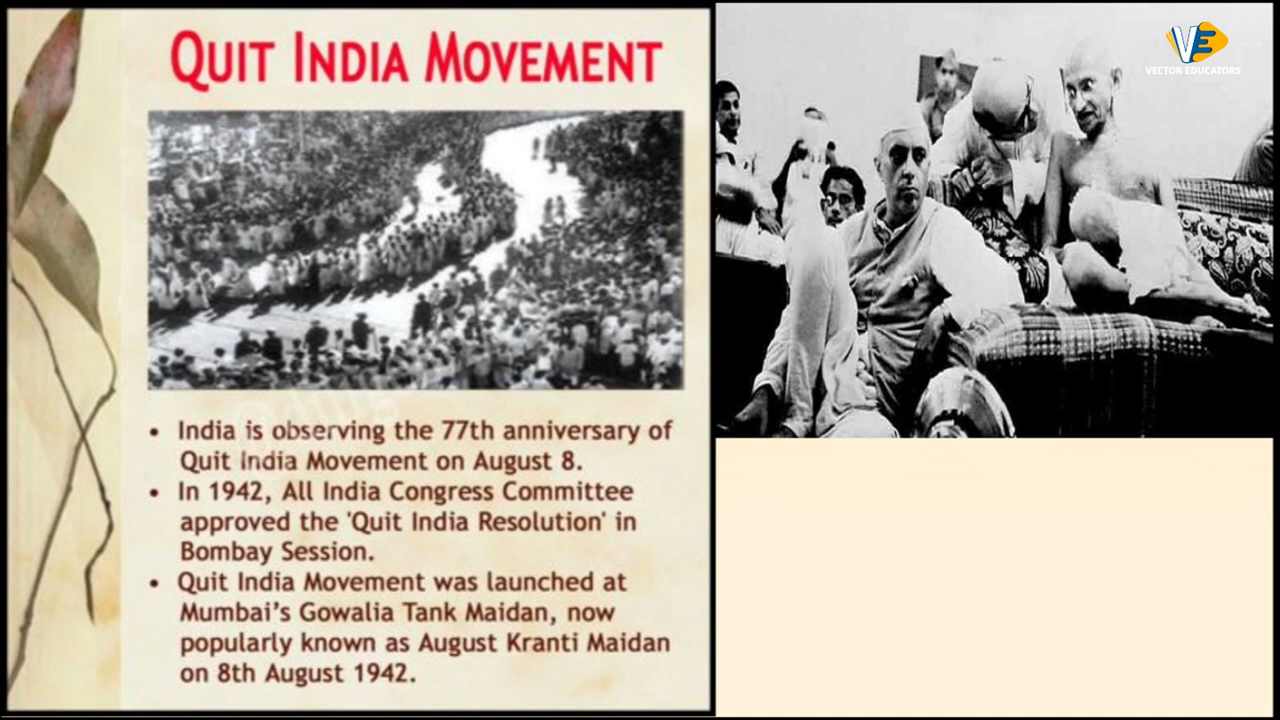 QUIT INDIA MOVEMENT
• India is observing the 77th anniversary of
Quit India Movement on August 8.
• In 1942, All India Congress Committee
approved the 'Quit India Resolution' in
Bombay Session.
• Quit India Movement was launched at
Mumbai's Gowalia Tank Maidan, now
popularly known as August Kranti Maidan
on 8th August 1942.
VE
VECTOR EDUCATORS